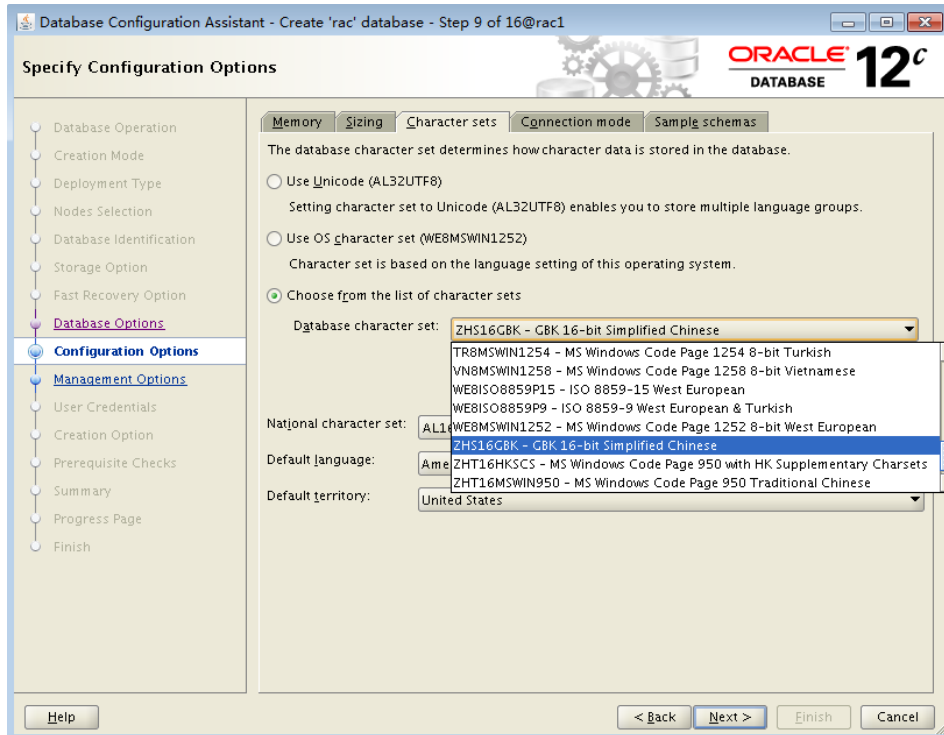 Database Configuration Assistant - Create 'rac' database - Step 9 of 16@rac1
Specify Configuration Options
ORACLE
DATABASE
12c
Database Operation
Creation Mode
Deployment Type
Nodes Selection
Database Identification
Storage Option
Fast Recovery Option
Database Options
Configuration Options
Management Options
User Credentials
Creation Option
Prerequisite Checks
Summary
Progress Page
Finish
Memory Sizing Character sets Connection mode Sample schemas
The database character set determines how character data is stored in the database.
Use Unicode (AL32UTF8)
Setting character set to Unicode (AL32UTF8) enables you to store multiple language groups.
Use OS character set (WE8MSWIN1252)
Character set is based on the language setting of this operating system.
Choose from the list of character sets
Database character set: ZHS16GBK - GBK 16-bit Simplified Chinese
TR8MSWIN1254 - MS Windows Code Page 1254 8-bit Turkish
VN8MSWIN1258 - MS Windows Code Page 1258 8-bit Vietnamese
WE8ISO8859P15 - ISO 8859-15 West European
WE8ISO8859P9 - ISO 8859-9 West European & Turkish
WE8MSWIN1252 - MS Windows Code Page 1252 8-bit West European
ZHS16GBK - GBK 16-bit Simplified Chinese
ZHT16HKSCS - MS Windows Code Page 950 with HK Supplementary Charsets
ZHT16MSWIN950 - MS Windows Code Page 950 Traditional Chinese
National character set:
Default language: Ame
Default territory: United States
Help < Back Next > Finish Cancel